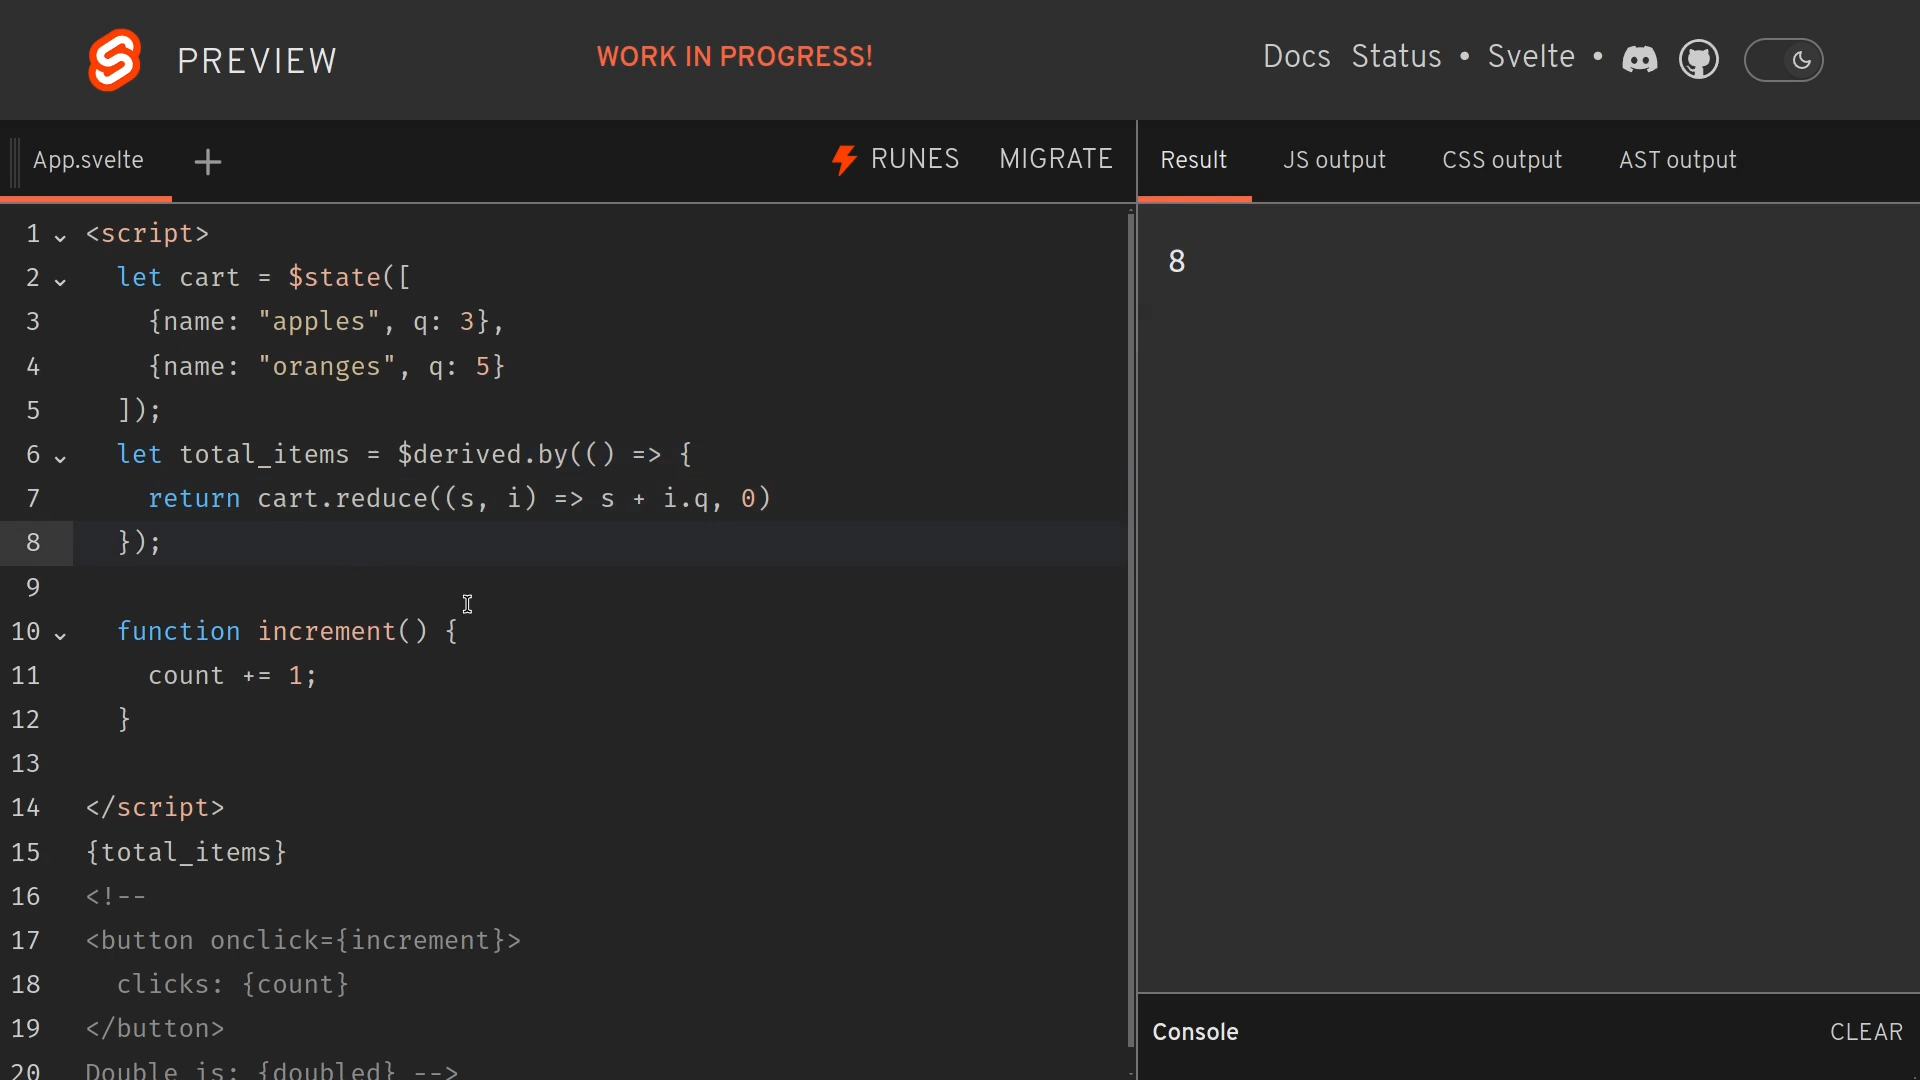 PREVIEW
WORK IN PROGRESS!
Docs Status • Svelte •
App.svelte +
RUNES MIGRATE
Result JS output CSS output AST output
1 <script>
2 let cart = $state([
3 {name: "apples", q: 3},
4 {name: "oranges", q: 5}
5 ]);
6 let total_items = $derived.by(() => {
7 return cart.reduce((s, i) => s + i.q, 0)
8 });
9
10 function increment() {
11 count += 1;
12 }
13
14 </script>
15 {total_items}
16 <!--
17 <button onclick={increment}>
18 clicks: {count}
19 </button>
20 Double is: {doubled} -->
8
Console CLEAR